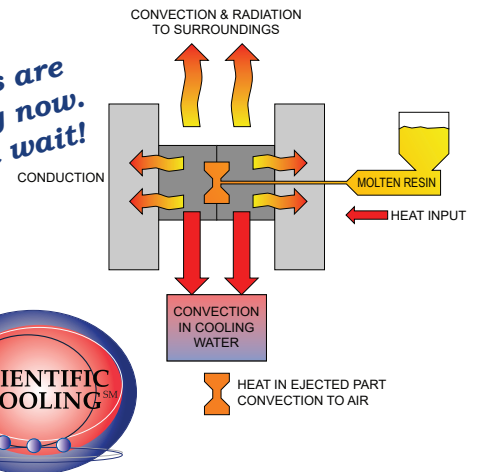 CONVECTION & RADIATION
TO SURROUNDINGS
are
now.
wait!
CONDUCTION
MOLTEN RESIN
HEAT INPUT
CONVECTION
IN COOLING
WATER
HEAT IN EJECTED PART
CONVECTION TO AIR
IENTIFIC
OOLING SM